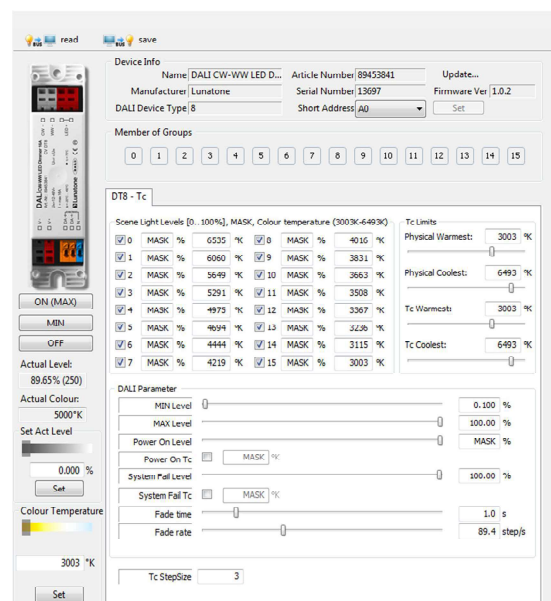 read save
Device Info
Name DALI CW-WW LED D... Article Number 89453841 Update...
Manufacturer Lunatone Serial Number 13697 Firmware Ver 1.0.2
DALI Device Type 8 Short Address A0 Set
Member of Groups
0 1 2 3 4 5 6 7 8 9 10 11 12 13 14 15
DT8 - Tc
Scene Light Levels [0..100%], MASK, Colour temperature (3003K-6493K)
0 MASK % 6535 °K 8 MASK % 4016 °K
1 MASK % 6060 °K 9 MASK % 3831 °K
2 MASK % 5649 °K 10 MASK % 3663 °K
3 MASK % 5291 °K 11 MASK % 3508 °K
4 MASK % 4975 °K 12 MASK % 3367 °K
5 MASK % 4694 °K 13 MASK % 3236 °K
6 MASK % 4444 °K 14 MASK % 3115 °K
7 MASK % 4219 °K 15 MASK % 3003 °K
Tc Limits
Physical Warmest: 3003 °K
Physical Coolest: 6493 °K
Tc Warmest: 3003 °K
Tc Coolest: 6493 °K
ON (MAX)
MIN
OFF
Actual Level:
89.65% (250)
Actual Colour:
5000°K
Set Act Level
0.000 %
Set
Colour Temperature
3003 °K
Set
DALI Parameter
MIN Level 0.100 %
MAX Level 100.00 %
Power On Level MASK %
Power On Tc MASK °K
System Fail Level 100.00 %
System Fail Tc MASK °K
Fade time 1.0 s
Fade rate 89.4 step/s
Tc StepSize 3